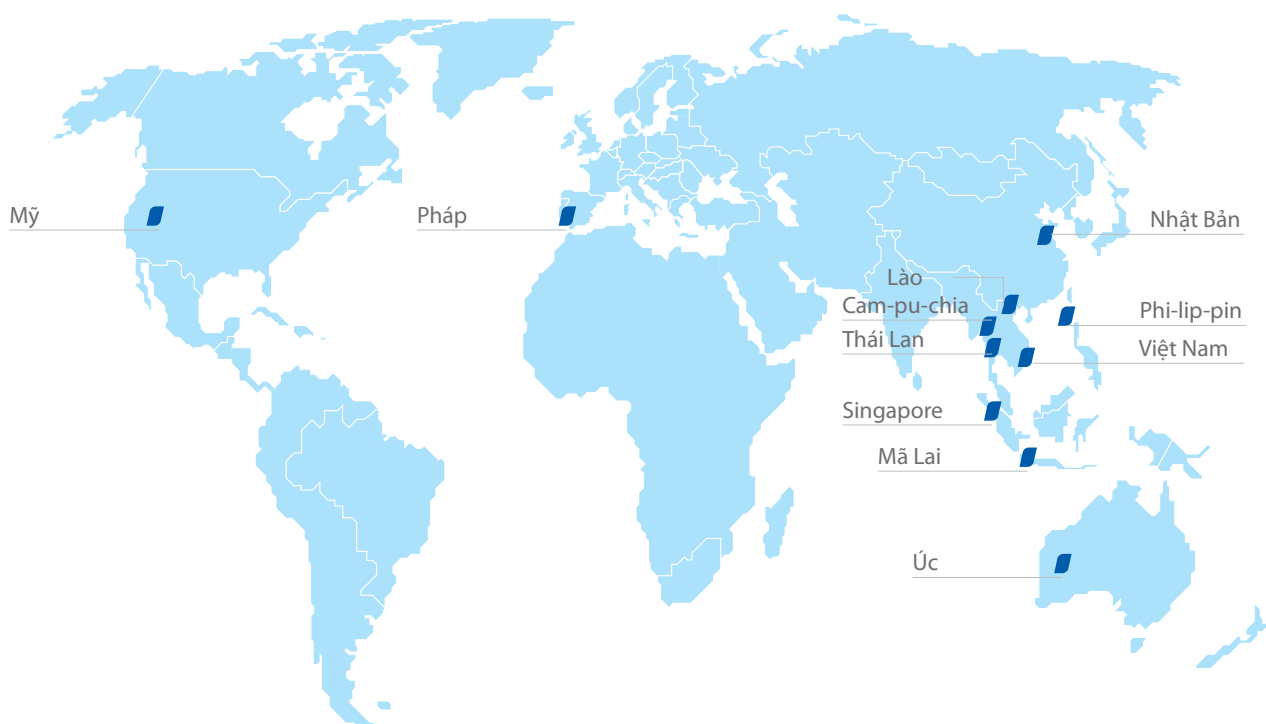 Mỹ
Pháp
Nhật Bản
Lào
Cam-pu-chia
Phi-lip-pin
Thái Lan
Việt Nam
Singapore
Mã Lai
Úc